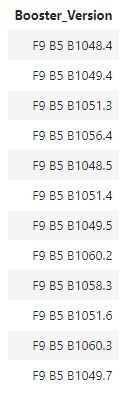 Booster_Version
F9 B5 B1048.4
F9 B5 B1049.4
F9 B5 B1051.3
F9 B5 B1056.4
F9 B5 B1048.5
F9 B5 B1051.4
F9 B5 B1049.5
F9 B5 B1060.2
F9 B5 B1058.3
F9 B5 B1051.6
F9 B5 B1060.3
F9 B5 B1049.7